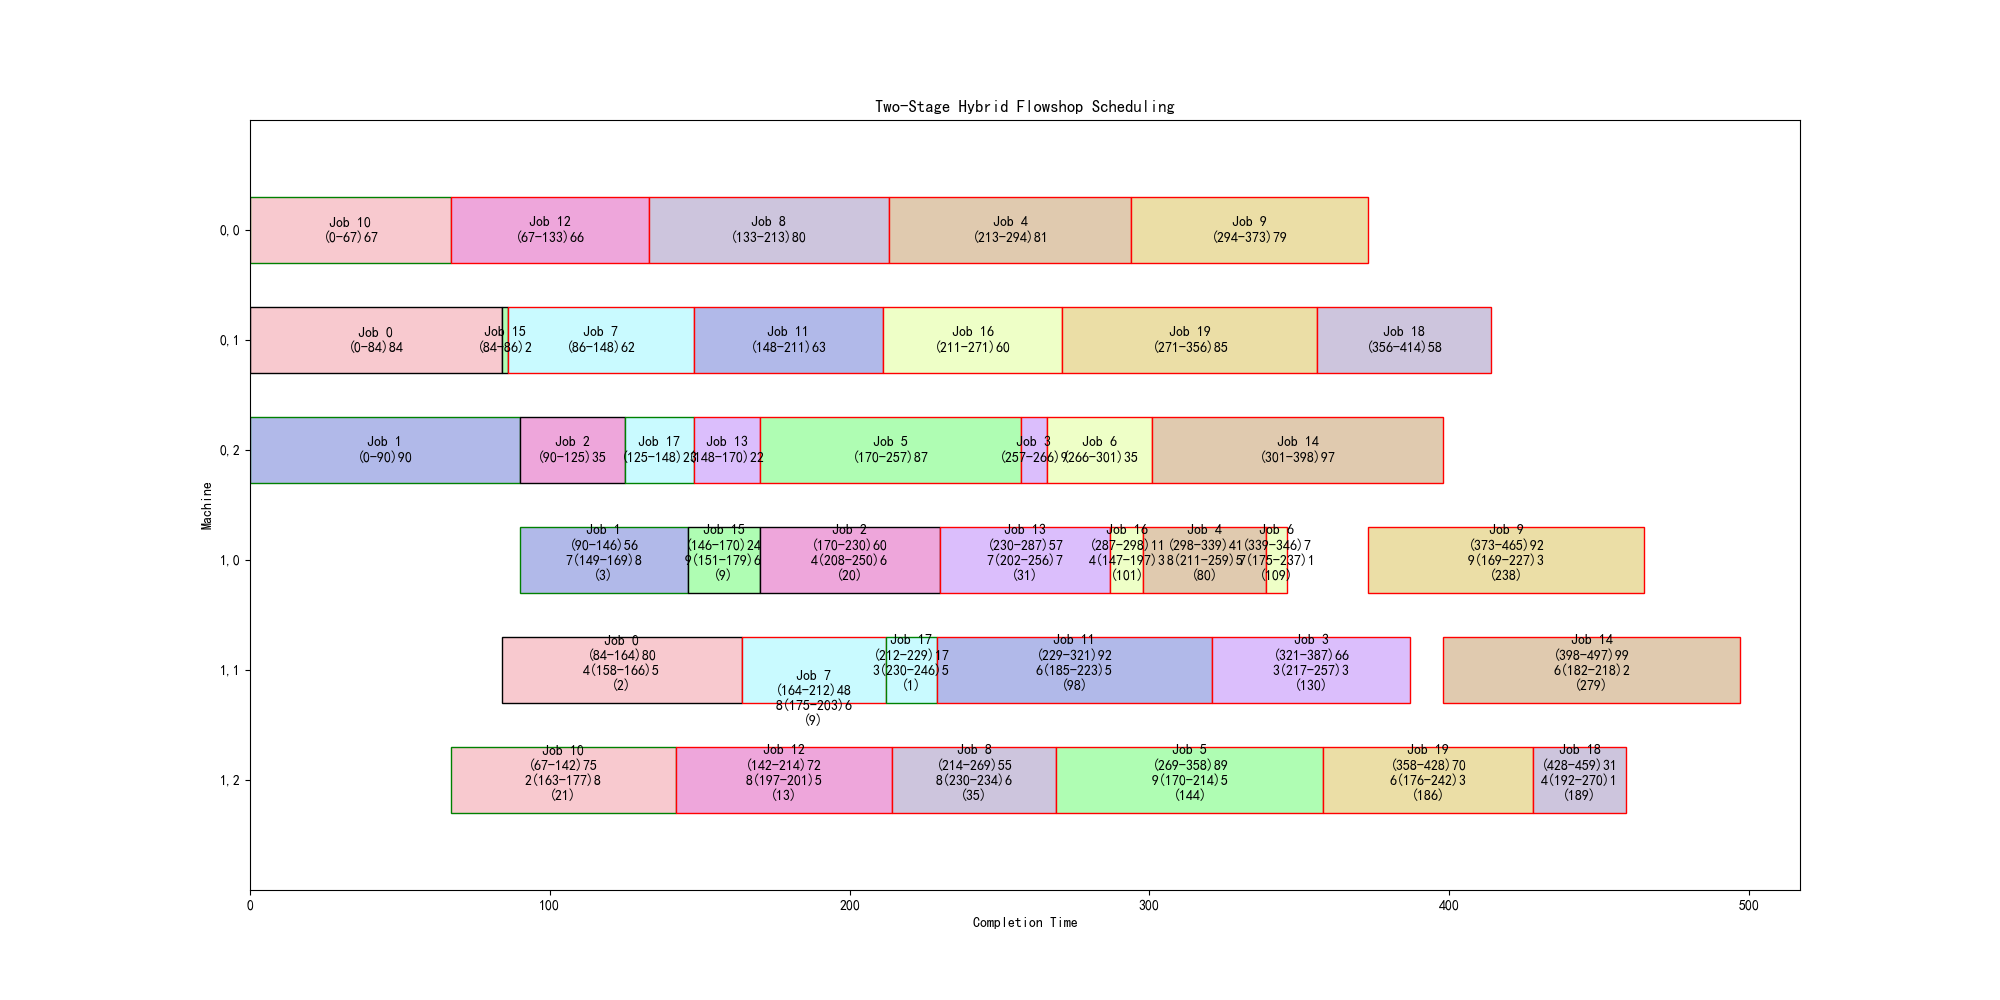 Two-Stage Hybrid Flowshop Scheduling
Machine
0,0
Job 10
(0-67)67
Job 12
(67-133)66
Job 8
(133-213)80
Job 4
(213-294)81
Job 9
(294-373)79
0,1
Job 0
(0-84)84
Job 15
(84-86)2
Job 7
(86-148)62
Job 11
(148-211)63
Job 16
(211-271)60
Job 19
(271-356)85
Job 18
(356-414)58
0,2
Job 1
(0-90)90
Job 2
(90-125)35
Job 17
(125-148)23
Job 13
(148-170)22
Job 5
(170-257)87
Job 3
(257-266)9
Job 6
(266-301)35
Job 14
(301-398)97
1,0
Job 1
(90-146)56
7(149-169)8
(3)
Job 15
(146-170)24
9(151-179)6
(9)
Job 2
(170-230)60
4(208-250)6
(20)
Job 13
(230-287)57
7(202-256)7
(31)
Job 16
(287-298)11
4(147-197)3
(101)
Job 4
(298-339)41
8(211-259)5
(80)
Job 6
(339-346)7
7(175-237)1
(109)
Job 9
(373-465)92
9(169-227)3
(238)
1,1
Job 0
(84-164)80
4(158-166)5
(2)
Job 7
(164-212)48
8(175-203)6
(9)
Job 17
(212-229)17
3(230-246)5
(1)
Job 11
(229-321)92
6(185-223)5
(98)
Job 3
(321-387)66
3(217-257)3
(130)
Job 14
(398-497)99
6(182-218)2
(279)
1,2
Job 10
(67-142)75
2(163-177)8
(21)
Job 12
(142-214)72
8(197-201)5
(13)
Job 8
(214-269)55
8(230-234)6
(35)
Job 5
(269-358)89
9(170-214)5
(144)
Job 19
(358-428)70
6(176-242)3
(186)
Job 18
(428-459)31
4(192-270)1
(189)
0
100
200
300
400
500
Completion Time